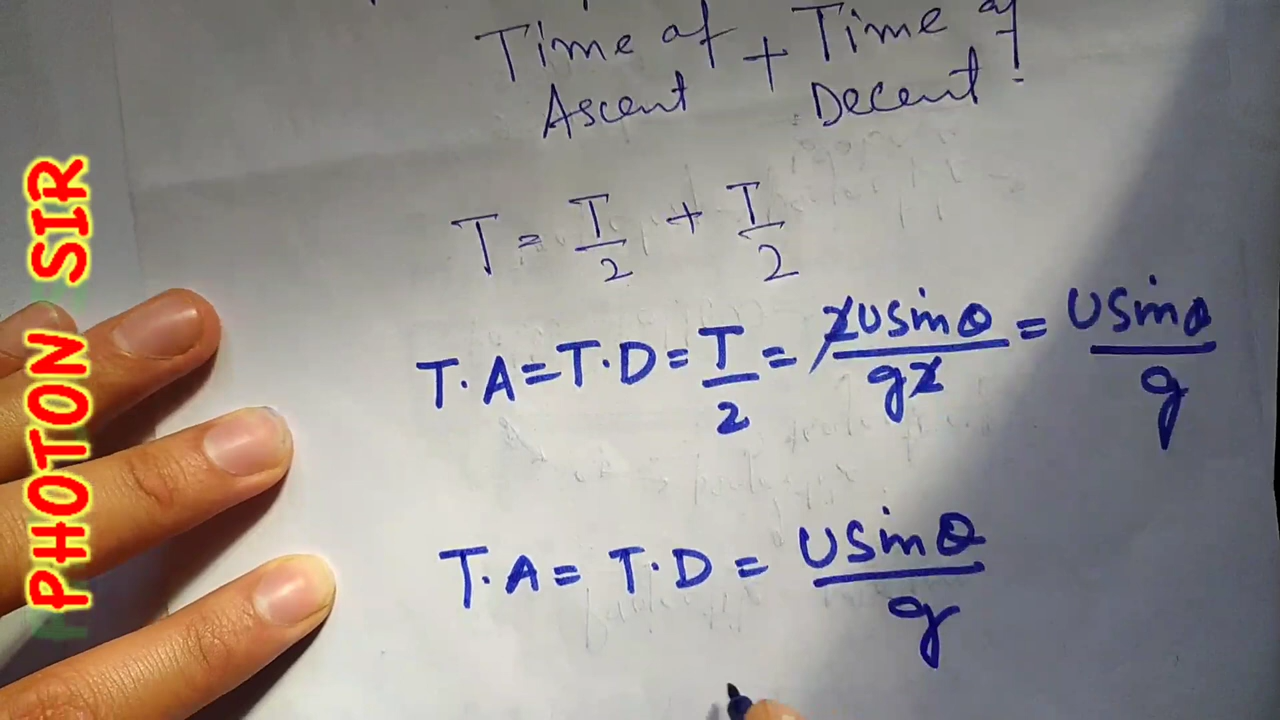 Time of + Time of
Ascent Decent
T = T/2 + T/2
T.A = T.D = T/2 = 2usinθ/g2 = usinθ/g
T.A = T.D = usinθ/g
PHOTON SIR